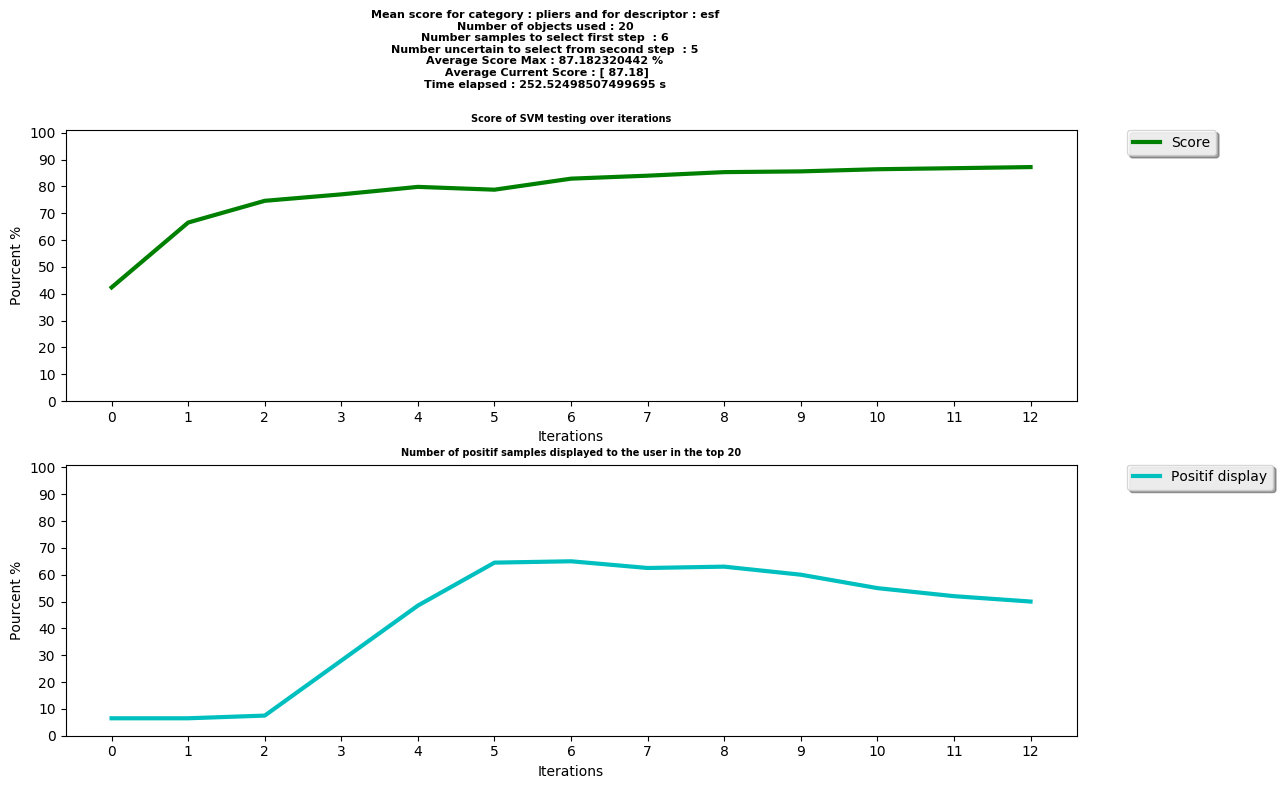 Mean score for category : pliers and for descriptor : esf
Number of objects used : 20
Number samples to select first step  : 6
Number uncertain to select from second step  : 5
Average Score Max : 87.182320442 %
Average Current Score : [ 87.18]
Time elapsed : 252.52498507499695 s
Score of SVM testing over iterations
100
90
80
70
60
50
40
30
20
10
0
Pourcent %
0 1 2 3 4 5 6 7 8 9 10 11 12
Iterations
Score
Number of positif samples displayed to the user in the top 20
100
90
80
70
60
50
40
30
20
10
0
Pourcent %
0 1 2 3 4 5 6 7 8 9 10 11 12
Iterations
Positif display